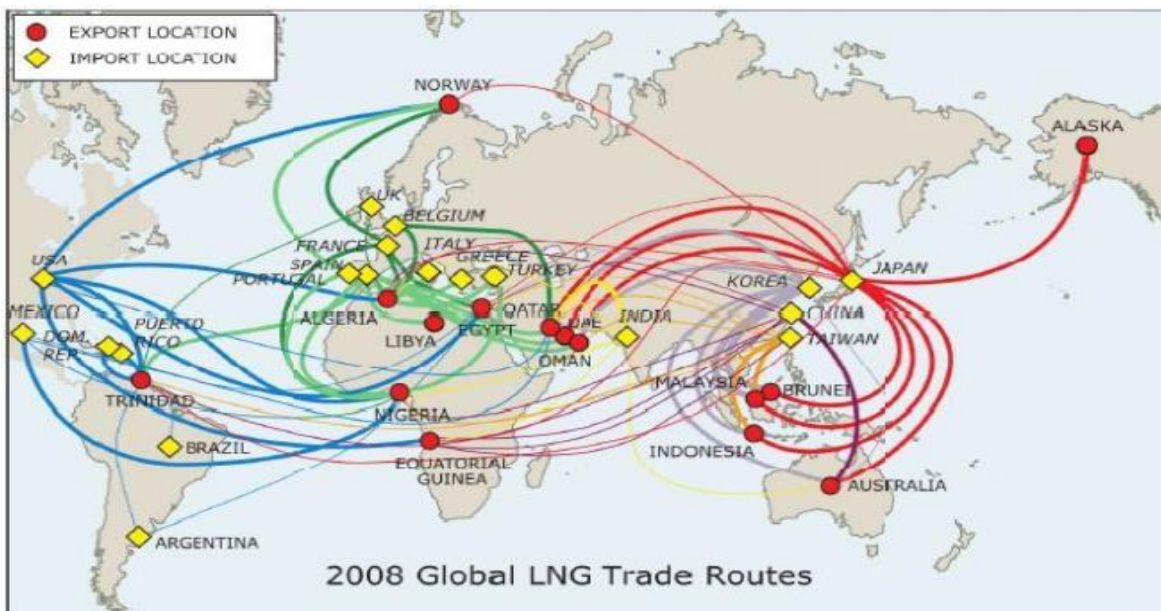 EXPORT LOCATION
IMPORT LOCATION
NORWAY
ALASKA
UK
BELGIUM
FRANCE
ITALY
SPAIN
GREECE
USA
PORTUGAL
TURKEY
KOREA
JAPAN
MEXICO
PUERTO
RICO
DOM.
REP.
ALGERIA
LIBYA
EGYPT
QATAR
UAE
INDIA
CHINA
OMAN
TAIWAN
MALAYSIA
BRUNEI
TRINIDAD
NIGERIA
BRAZIL
EQUATORIAL
GUINEA
INDONESIA
AUSTRALIA
ARGENTINA
2008 Global LNG Trade Routes